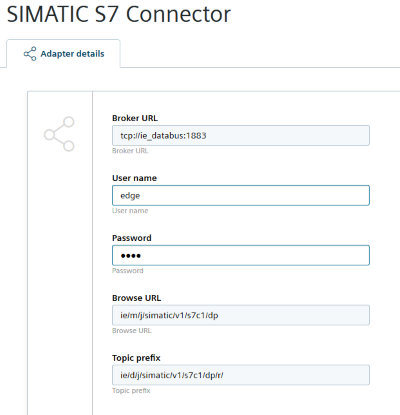 SIMATIC S7 Connector
Adapter details
Broker URL
tcp://ie_databus:1883
Broker URL
User name
edge
User name
Password
••••
Password
Browse URL
ie/m/j/simatic/v1/s7c1/dp
Browse URL
Topic prefix
ie/d/j/simatic/v1/s7c1/dp/r/
Topic prefix